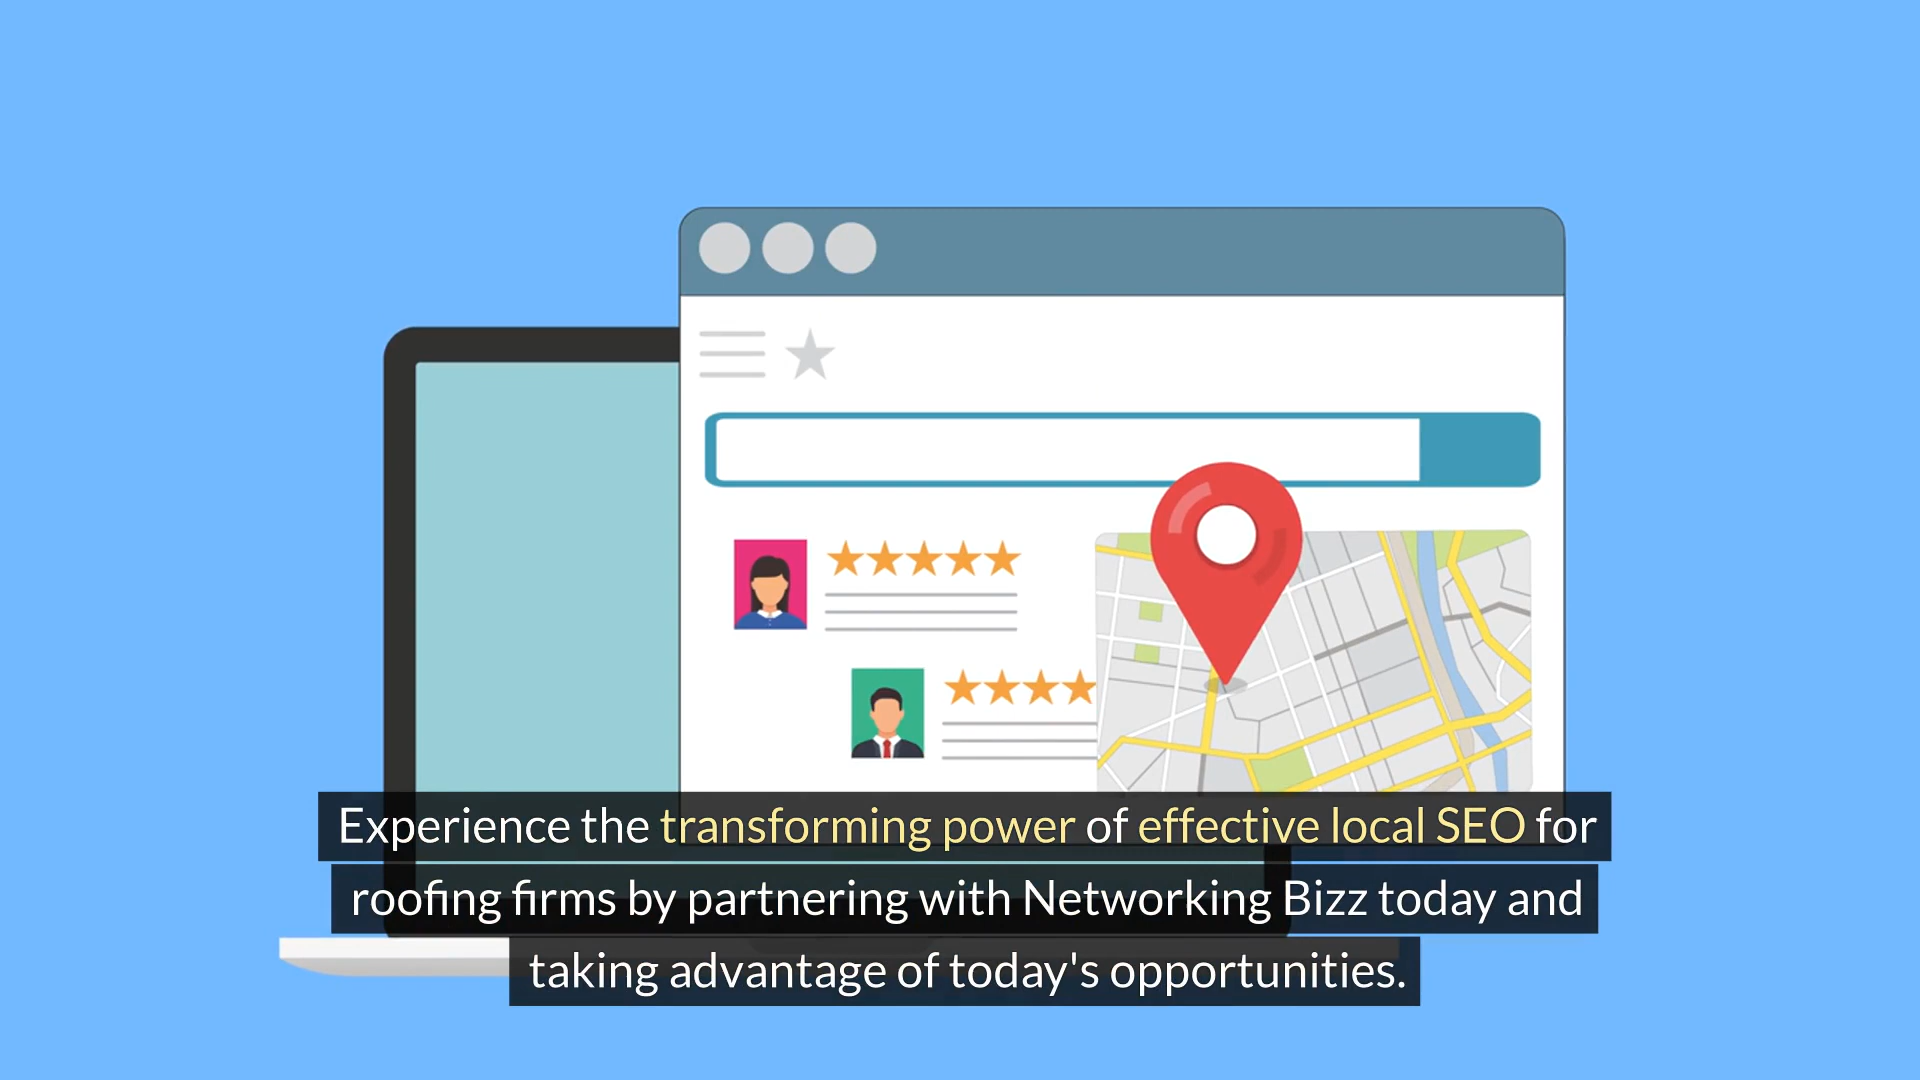 Experience the transforming power of effective local SEO for
roofing firms by partnering with Networking Bizz today and
taking advantage of today's opportunities.